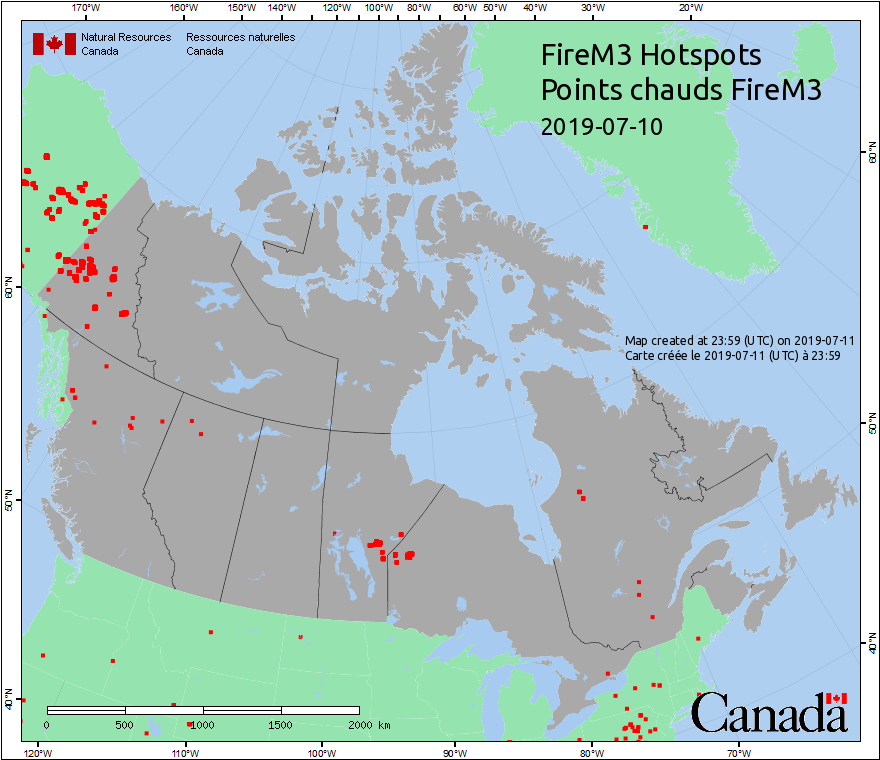 170°W 160°W 150°W 140°W 130°W 120°W 110°W 100°W 90°W 80°W 60°W 50°W 40°W 30°W 20°W
Natural Resources Ressources naturelles
Canada Canada
FireM3 Hotspots
Points chauds FireM3
2019-07-10
60°N
60°N
Map created at 23:59 (UTC) on 2019-07-11
Carte créée le 2019-07-11 (UTC) à 23:59
50°N
50°N
40°N
40°N
0 500 1000 1500 2000 km
Canada
120°W 110°W 100°W 90°W 80°W 70°W